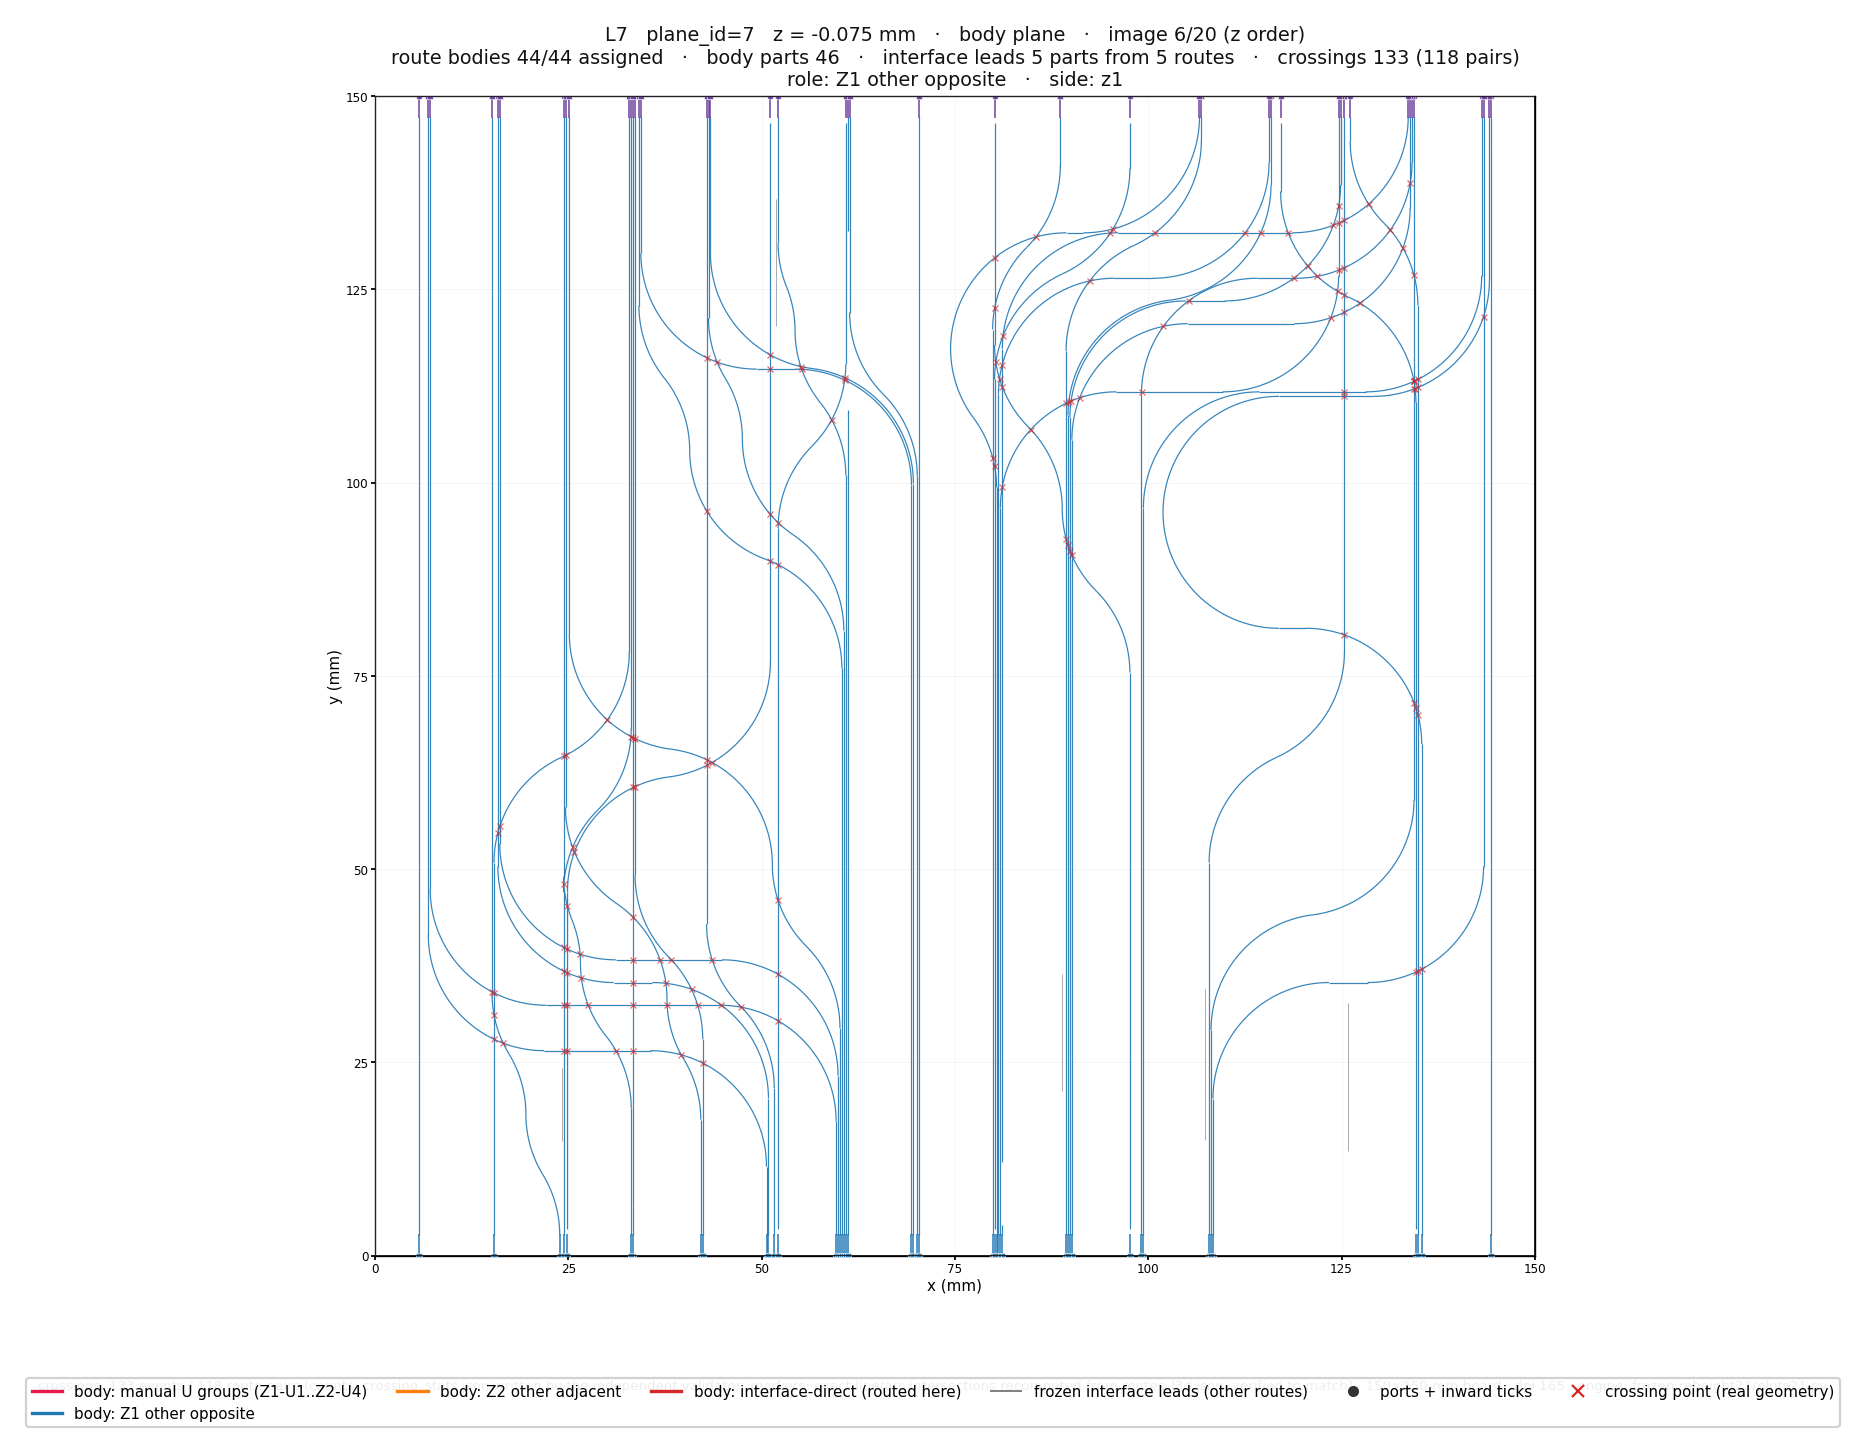 L7 plane_id=7 z = -0.075 mm · body plane · image 6/20 (z order)
route bodies 44/44 assigned · body parts 46 · interface leads 5 parts from 5 routes · crossings 133 (118 pairs)
role: Z1 other opposite · side: z1
150
125
100
75
50
25
0
y (mm)
0 25 50 75 100 125 150
x (mm)
body: manual U groups (Z1-U1..Z2-U4) body: Z2 other adjacent body: interface-direct (routed here) frozen interface leads (other routes) ports + inward ticks crossing point (real geometry)
body: Z1 other opposite